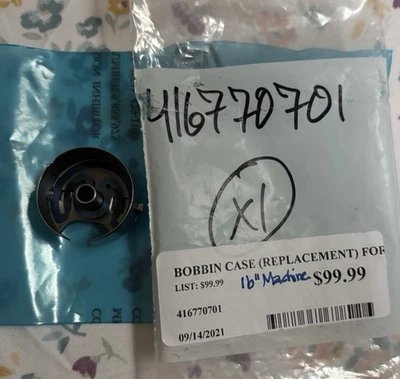 416770701
X1
BOBBIN CASE (REPLACEMENT) FOR
LIST: $99.99 16" Machine $99.99
416770701
09/14/2021